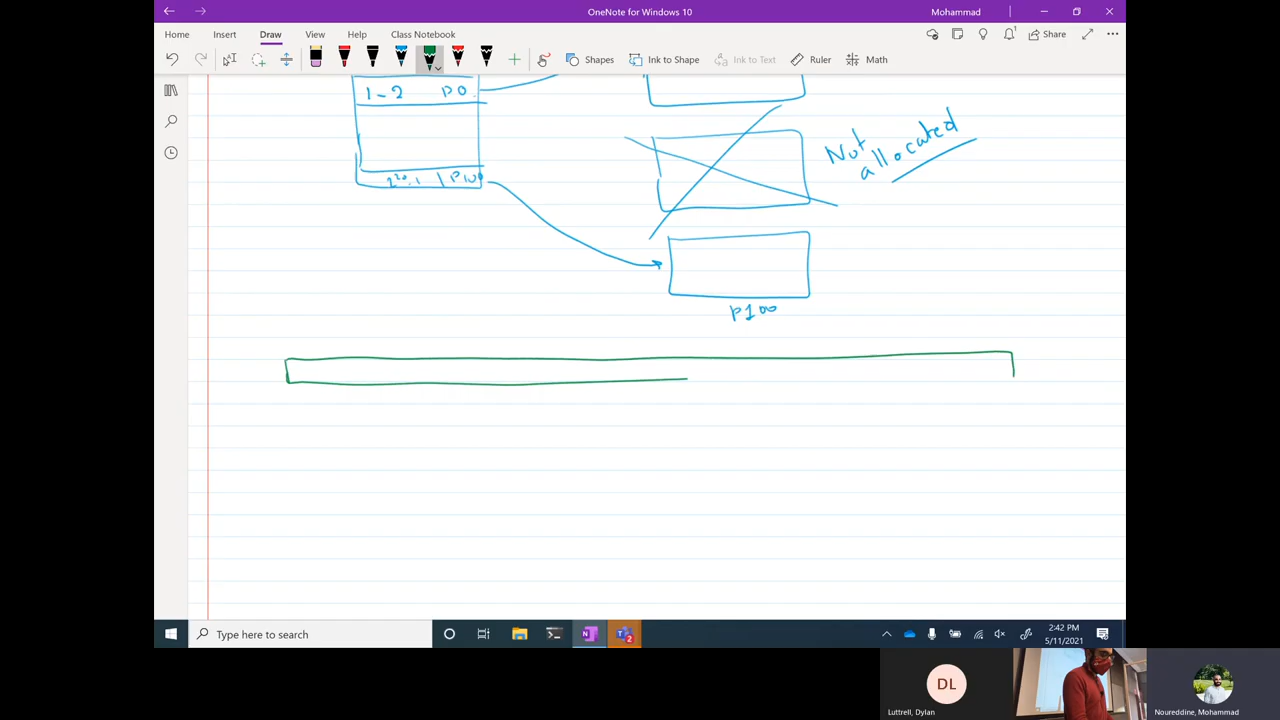 OneNote for Windows 10
Mohammad
Home
Insert
Draw
View
Help
Class Notebook
Share
Shapes
Ink to Shape
Ink to Text
Ruler
Math
1-2 P0
P100
Not
allocated
P100
Type here to search
2:42 PM
5/11/2021
2
DL
Luttrell, Dylan
Noureddine, Mohammad